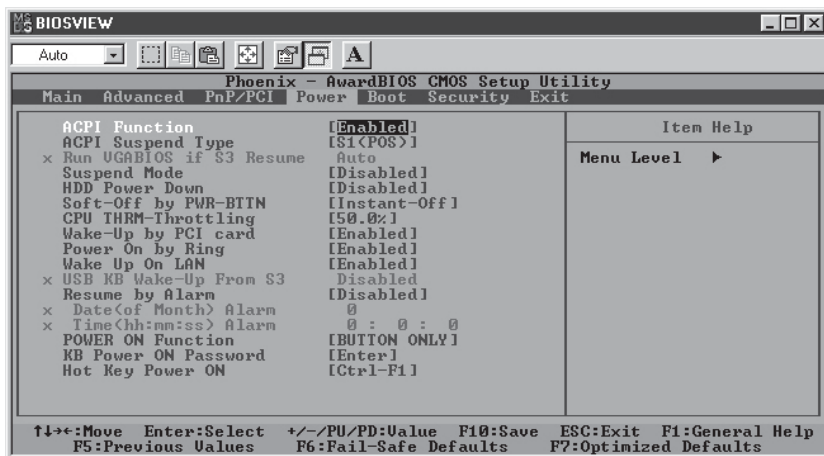 BIOSVIEW
Auto A
Phoenix - AwardBIOS CMOS Setup Utility
Main Advanced PnP/PCI Power Boot Security Exit
ACPI Function [Enabled] Item Help
ACPI Suspend Type [S1(POS)]
x Run VGABIOS if S3 Resume Auto Menu Level ▶
Suspend Mode [Disabled]
HDD Power Down [Disabled]
Soft-Off by PWR-BTTN [Instant-Off]
CPU THRM-Throttling [50.0%]
Wake-Up by PCI card [Enabled]
Power On by Ring [Enabled]
Wake Up On LAN [Enabled]
x USB KB Wake-Up From S3 Disabled
Resume by Alarm [Disabled]
x Date(of Month) Alarm 0
x Time(hh:mm:ss) Alarm 0 : 0 : 0
POWER ON Function [BUTTON ONLY]
KB Power ON Password [Enter]
Hot Key Power ON [Ctrl-F1]
↑↓→←:Move Enter:Select +/-/PU/PD:Value F10:Save ESC:Exit F1:General Help
F5:Previous Values F6:Fail-Safe Defaults F7:Optimized Defaults